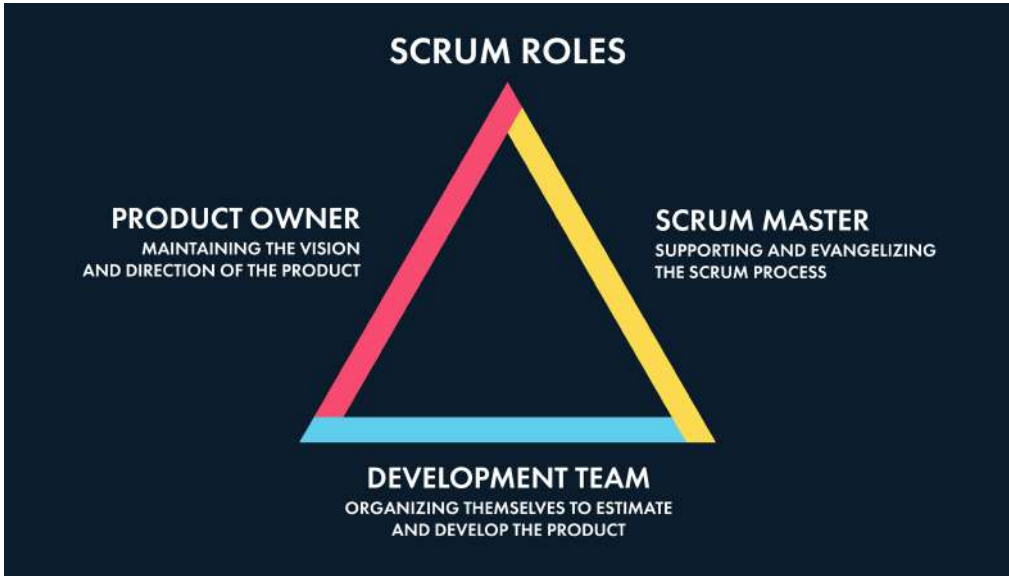 SCRUM ROLES
PRODUCT OWNER
MAINTAINING THE VISION
AND DIRECTION OF THE PRODUCT
SCRUM MASTER
SUPPORTING AND EVANGELIZING
THE SCRUM PROCESS
DEVELOPMENT TEAM
ORGANIZING THEMSELVES TO ESTIMATE
AND DEVELOP THE PRODUCT